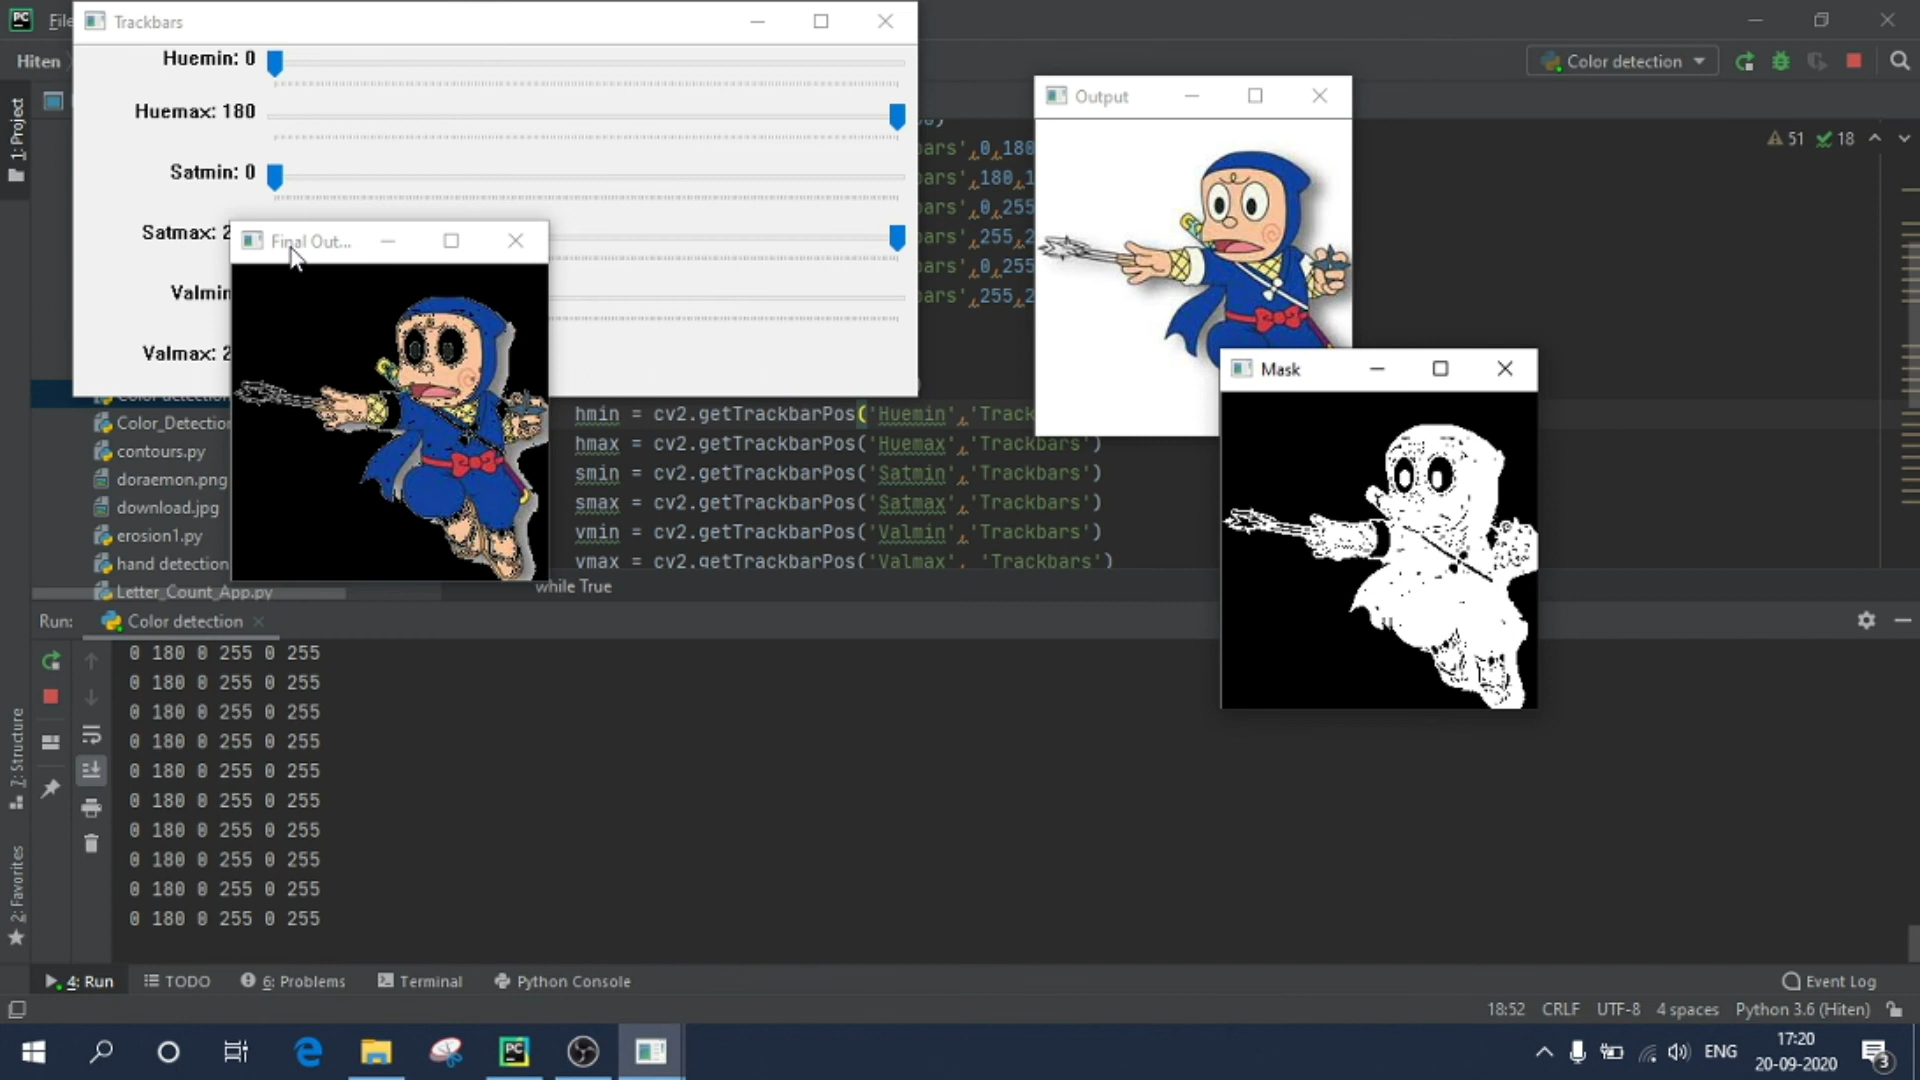 File
Trackbars
Hiten
Color detection
Huemin: 0
Huemax: 180
Satmin: 0
Satmax: 2
Valmin
Valmax: 2
Final Out...
Output
Mask
1: Project
51
18
ars',0,180
ars',180,1
ars',0,255
ars',255,2
ars',0,255
ars',255,2
Color_Detection
contours.py
doraemon.png
download.jpg
erosion1.py
hand detection
Letter_Count_App.py
hmin = cv2.getTrackbarPos('Huemin','Track
hmax = cv2.getTrackbarPos('Huemax','Trackbars')
smin = cv2.getTrackbarPos('Satmin','Trackbars')
smax = cv2.getTrackbarPos('Satmax','Trackbars')
vmin = cv2.getTrackbarPos('Valmin','Trackbars')
vmax = cv2.getTrackbarPos('Valmax', 'Trackbars')
while True
Run:
Color detection
0 180 0 255 0 255
0 180 0 255 0 255
0 180 0 255 0 255
0 180 0 255 0 255
0 180 0 255 0 255
0 180 0 255 0 255
0 180 0 255 0 255
0 180 0 255 0 255
0 180 0 255 0 255
0 180 0 255 0 255
7: Structure
2: Favorites
4: Run
TODO
6: Problems
Terminal
Python Console
Event Log
18:52
CRLF
UTF-8
4 spaces
Python 3.6 (Hiten)
ENG
17:20
20-09-2020
3